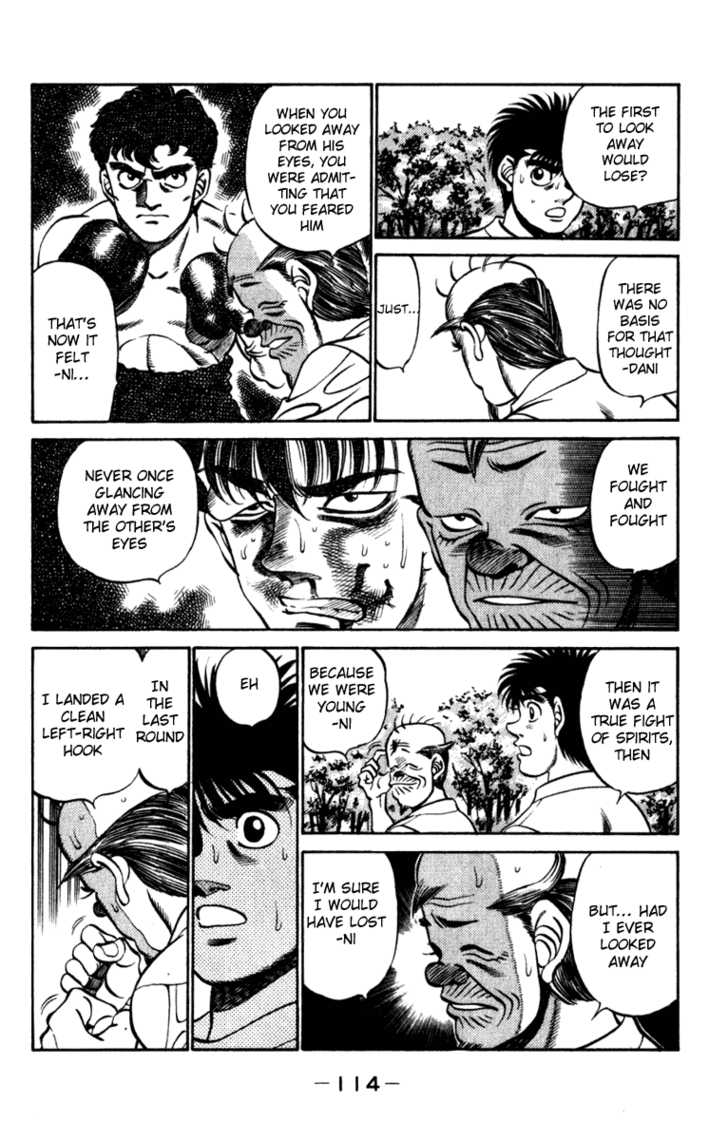 THE FIRST
TO LOOK
AWAY
WOULD
LOSE?
WHEN YOU
LOOKED AWAY
FROM HIS
EYES, YOU
WERE ADMIT-
TING THAT
YOU FEARED
HIM
THAT'S
NOW IT
FELT
-NI...
THERE
WAS NO
BASIS
FOR THAT
THOUGHT
-DANI
JUST...
WE
FOUGHT
AND
FOUGHT
NEVER ONCE
GLANCING
AWAY FROM
THE OTHER'S
EYES
THEN IT
WAS A
TRUE FIGHT
OF SPIRITS,
THEN
BECAUSE
WE WERE
YOUNG
-NI
BUT... HAD
I EVER
LOOKED
AWAY
I'M SURE
I WOULD
HAVE LOST
-NI
EH
IN
THE
LAST
ROUND
I LANDED A
CLEAN
LEFT-RIGHT
HOOK
-114-